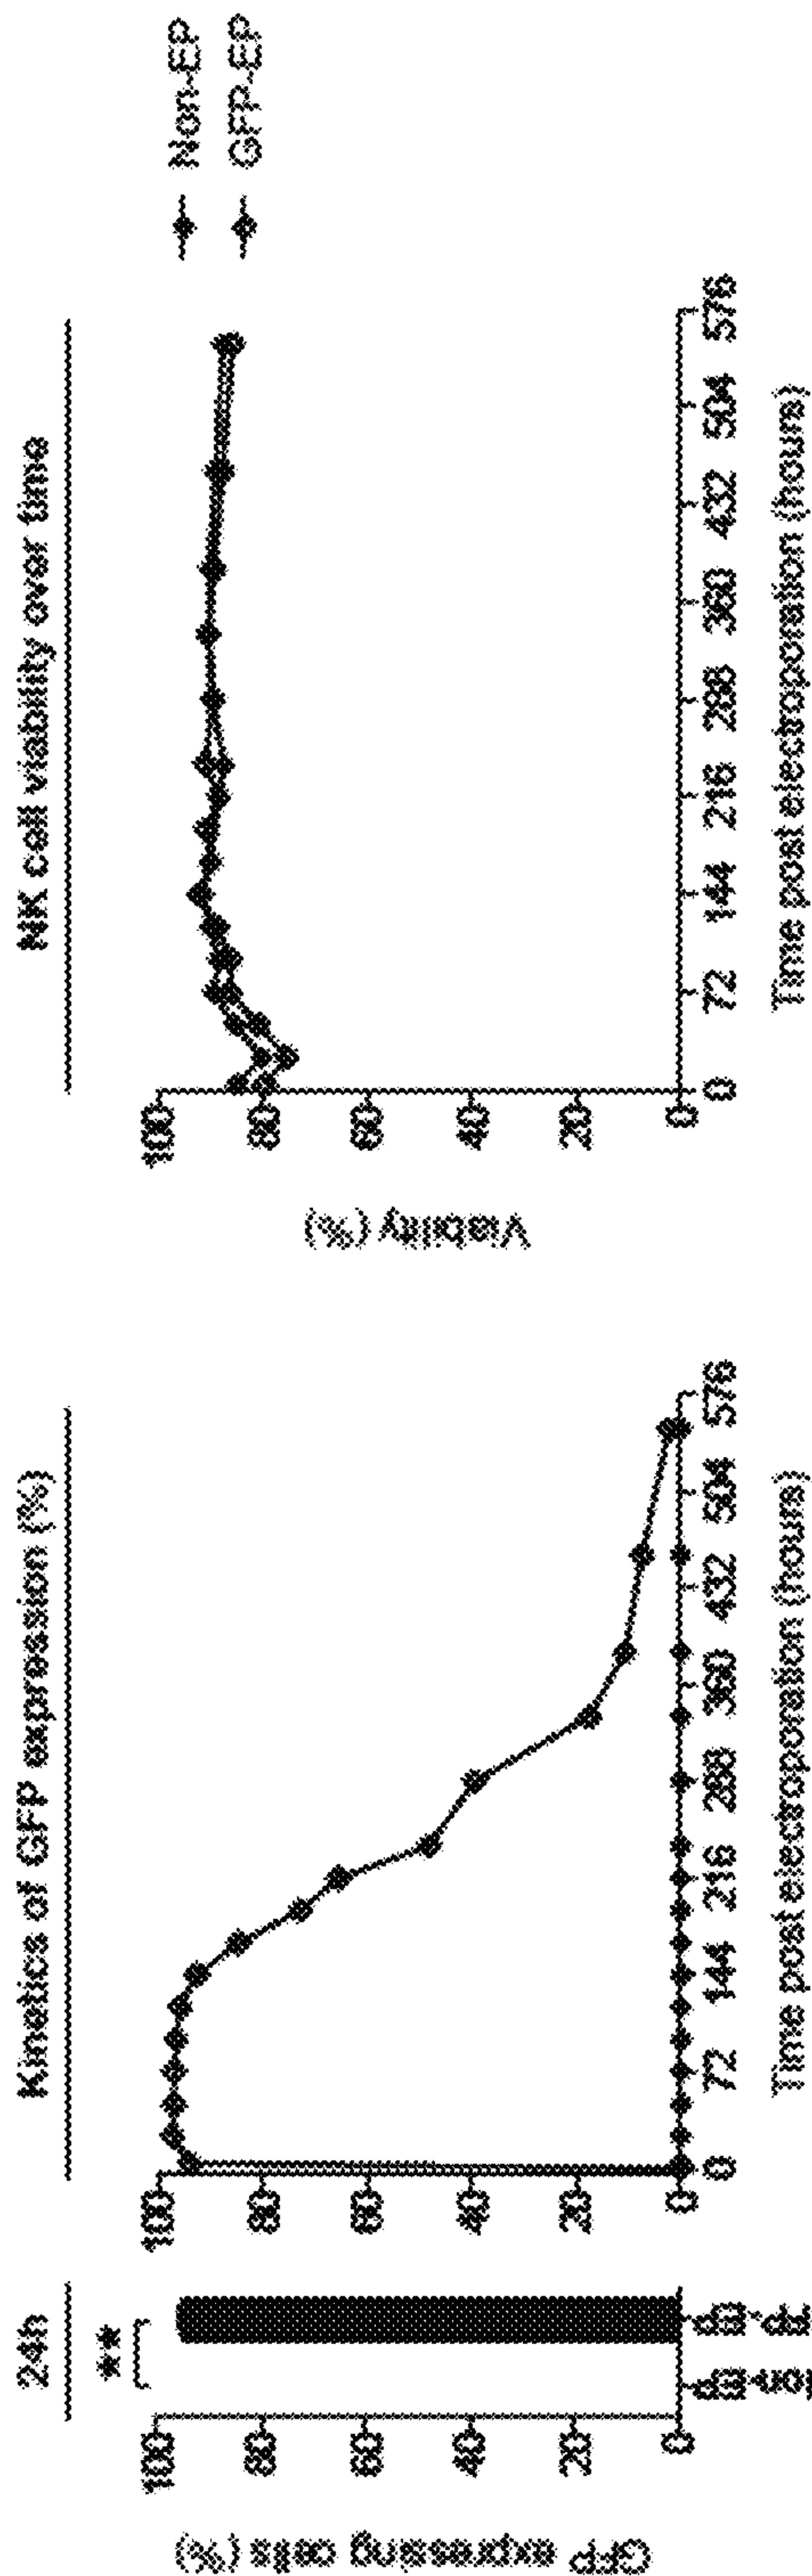 24h
**
GFP expressing cells (%)
100
80
60
40
20
0
Kinetics of GFP expression (%)
100
80
60
40
20
0
0 72 144 216 288 360 432 504 576
Time post electroporation (hours)
NK cell viability over time
Viability (%)
100
80
60
40
20
0
0 72 144 216 288 360 432 504 576
Time post electroporation (hours)
Non-EP
GFP-EP